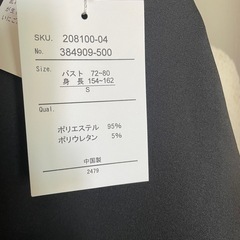 SKU. 208100-04
No. 384909-500
Size.
バスト 72-80
身 長 154-162
S
Qual.
ポリエステル 95%
ポリウレタン 5%
中国製
2479